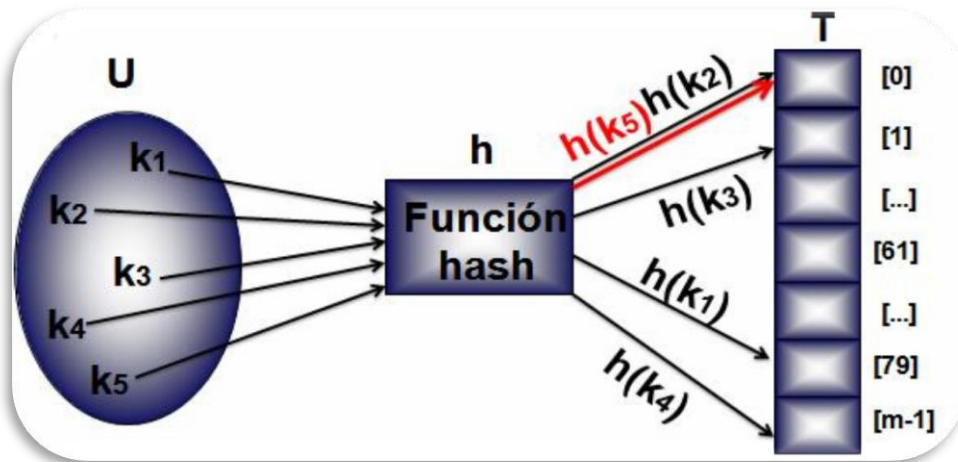 U
k1
k2
k3
k4
k5
h
Función
hash
h(k5)h(k2)
h(k3)
h(k1)
h(k4)
T
[0]
[1]
[...]
[61]
[...]
[79]
[m-1]